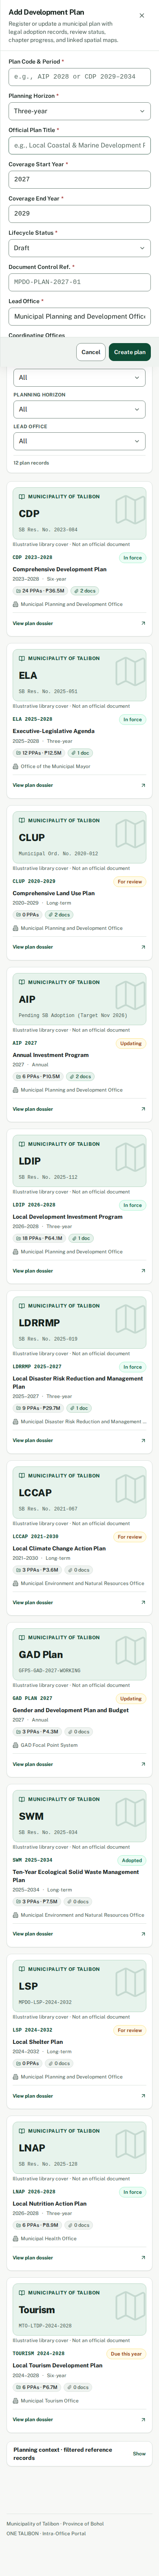 Add Development Plan
Register or update a municipal plan with
legal adoption records, review status,
chapter progress, and linked spatial maps.
Plan Code & Period *
e.g., AIP 2028 or CDP 2029-2034
Planning Horizon *
Three-year
Official Plan Title *
e.g., Local Coastal & Marine Development P
Coverage Start Year *
2027
Coverage End Year *
2029
Lifecycle Status *
Draft
Document Control Ref. *
MPDO-PLAN-2027-01
Lead Office *
Municipal Planning and Development Office
Coordinating Offices
Cancel
Create plan
All
PLANNING HORIZON
All
LEAD OFFICE
All
12 plan records
MUNICIPALITY OF TALIBON
CDP
SB Res. No. 2023-084
Illustrative library cover · Not an official document
CDP 2023-2028
In force
Comprehensive Development Plan
2023–2028 · Six-year
24 PPAs · ₱36.5M
2 docs
Municipal Planning and Development Office
View plan dossier
MUNICIPALITY OF TALIBON
ELA
SB Res. No. 2025-051
Illustrative library cover · Not an official document
ELA 2025-2028
In force
Executive-Legislative Agenda
2025–2028 · Three-year
12 PPAs · ₱12.5M
1 doc
Office of the Municipal Mayor
View plan dossier
MUNICIPALITY OF TALIBON
CLUP
Municipal Ord. No. 2020-012
Illustrative library cover · Not an official document
CLUP 2020-2029
For review
Comprehensive Land Use Plan
2020–2029 · Long-term
0 PPAs
2 docs
Municipal Planning and Development Office
View plan dossier
MUNICIPALITY OF TALIBON
AIP
Pending SB Adoption (Target Nov 2026)
Illustrative library cover · Not an official document
AIP 2027
Updating
Annual Investment Program
2027 · Annual
6 PPAs · ₱10.5M
2 docs
Municipal Planning and Development Office
View plan dossier
MUNICIPALITY OF TALIBON
LDIP
SB Res. No. 2025-112
Illustrative library cover · Not an official document
LDIP 2026-2028
In force
Local Development Investment Program
2026–2028 · Three-year
18 PPAs · ₱64.1M
1 doc
Municipal Planning and Development Office
View plan dossier
MUNICIPALITY OF TALIBON
LDRRMP
SB Res. No. 2025-019
Illustrative library cover · Not an official document
LDRRMP 2025-2027
In force
Local Disaster Risk Reduction and Management
Plan
2025–2027 · Three-year
9 PPAs · ₱29.7M
1 doc
Municipal Disaster Risk Reduction and Management ...
View plan dossier
MUNICIPALITY OF TALIBON
LCCAP
SB Res. No. 2021-067
Illustrative library cover · Not an official document
LCCAP 2021-2030
For review
Local Climate Change Action Plan
2021–2030 · Long-term
3 PPAs · ₱3.6M
0 docs
Municipal Environment and Natural Resources Office
View plan dossier
MUNICIPALITY OF TALIBON
GAD Plan
GFPS-GAD-2027-WORKING
Illustrative library cover · Not an official document
GAD PLAN 2027
Updating
Gender and Development Plan and Budget
2027 · Annual
3 PPAs · ₱4.3M
0 docs
GAD Focal Point System
View plan dossier
MUNICIPALITY OF TALIBON
SWM
SB Res. No. 2025-034
Illustrative library cover · Not an official document
SWM 2025-2034
Adopted
Ten-Year Ecological Solid Waste Management
Plan
2025–2034 · Long-term
3 PPAs · ₱7.5M
0 docs
Municipal Environment and Natural Resources Office
View plan dossier
MUNICIPALITY OF TALIBON
LSP
MPDO-LSP-2024-2032
Illustrative library cover · Not an official document
LSP 2024-2032
For review
Local Shelter Plan
2024–2032 · Long-term
0 PPAs
0 docs
Municipal Planning and Development Office
View plan dossier
MUNICIPALITY OF TALIBON
LNAP
SB Res. No. 2025-128
Illustrative library cover · Not an official document
LNAP 2026-2028
In force
Local Nutrition Action Plan
2026–2028 · Three-year
6 PPAs · ₱8.9M
0 docs
Municipal Health Office
View plan dossier
MUNICIPALITY OF TALIBON
Tourism
MTO-LTDP-2024-2028
Illustrative library cover · Not an official document
TOURISM 2024-2028
Due this year
Local Tourism Development Plan
2024–2028 · Six-year
6 PPAs · ₱6.7M
0 docs
Municipal Tourism Office
View plan dossier
Planning context · filtered reference
records
Show
Municipality of Talibon · Province of Bohol
ONE TALIBON · Intra-Office Portal